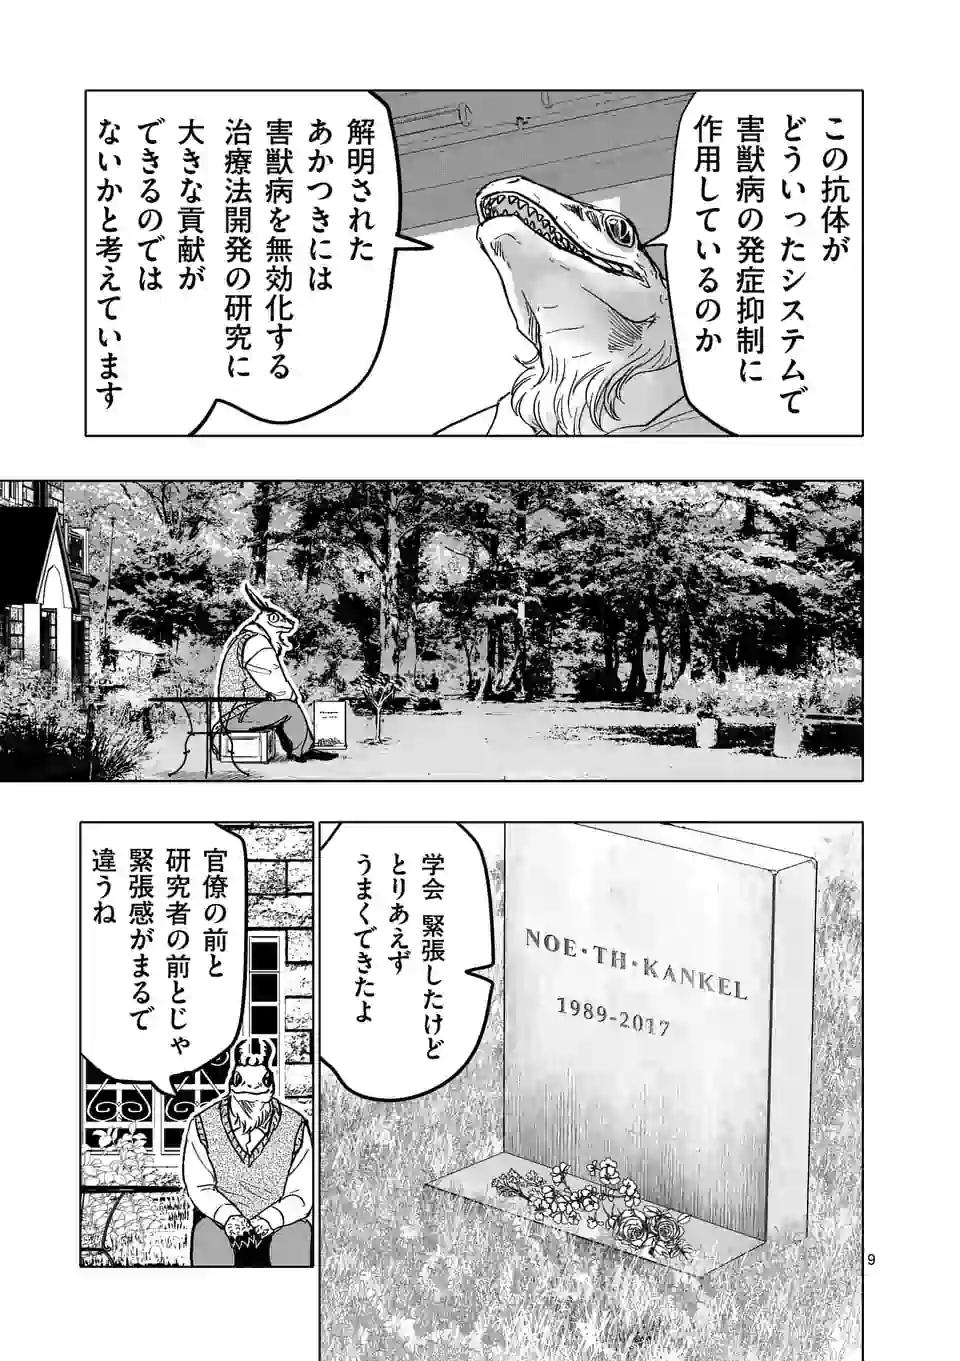 この抗体が
どういったシステムで
害獣病の発症抑制に
作用しているのか
解明された
あかつきには
害獣病を無効化する
治療法開発の研究に
大きな貢献が
できるのでは
ないかと考えています
NOE・TH・KANKEL
1989-2017
学会 緊張したけど
とりあえず
うまくできたよ
官僚の前と
研究者の前とじゃ
緊張感がまるで
違うね
9